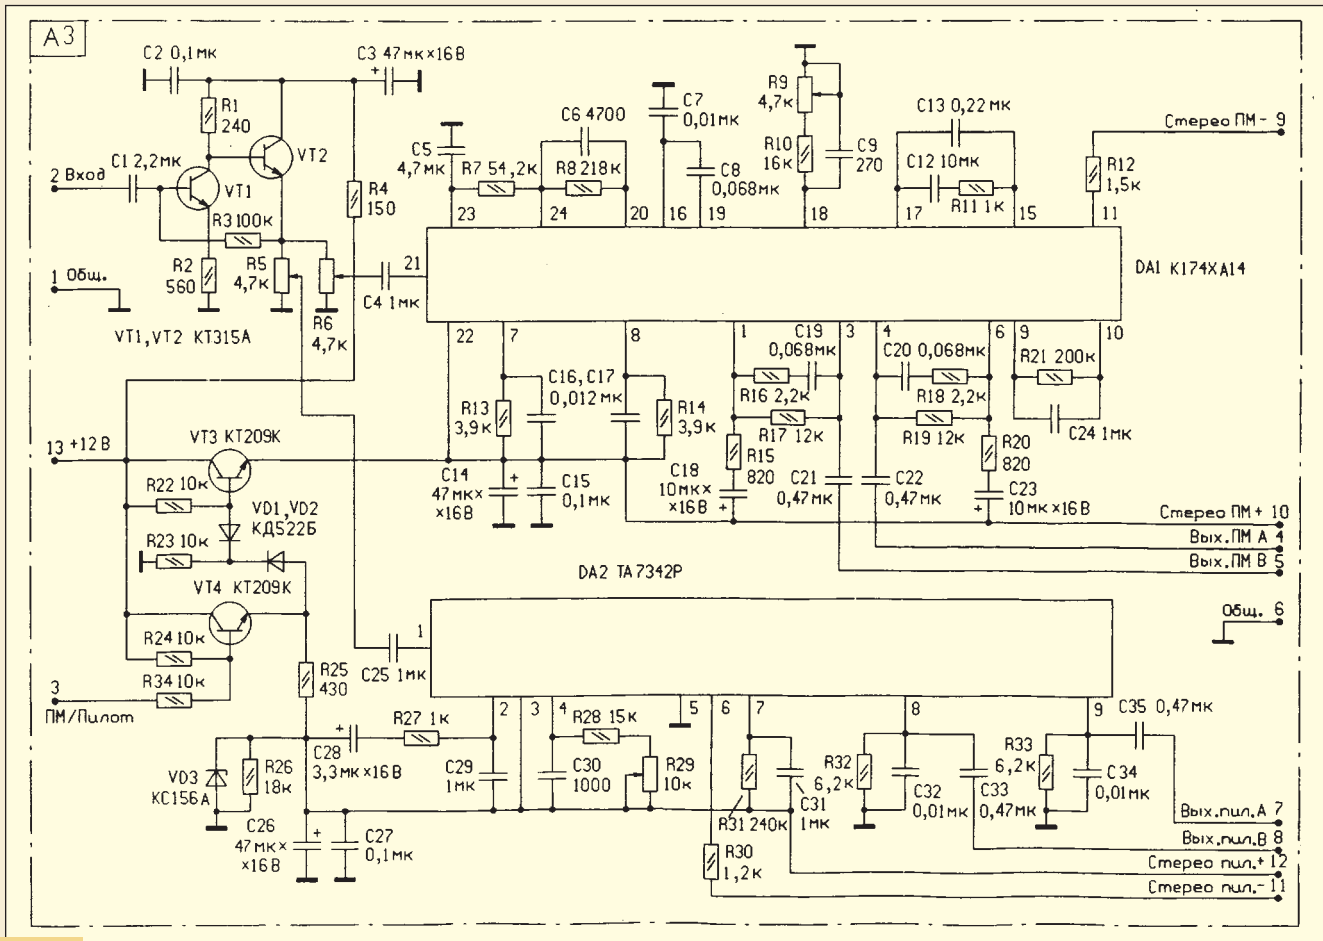 А3
С2 0,1мк
С3 47мк×16В
+
R1
240
VT2
С1 2,2мк
2 Вход
VT1
R3 100к
R4
150
R2
560
R5
4,7к
R6
4,7к
С4 1мк
1 Общ.
VT1,VT2 КТ315А
С5
4,7мк
R7 54,2к
С6 4700
R8 218к
С7
0,01мк
С8
0,068мк
R9
4,7к
R10
16к
С9
270
С13 0,22мк
С12 10мк
R11 1к
R12
1,5к
Стерео ПМ- 9
23
24
20
16
19
18
17
15
11
21
DA1 К174ХА14
22
7
8
1
3
4
6
9
10
С19
0,068мк
С20 0,068мк
R21 200к
R16 2,2к
R18 2,2к
R17 12к
R19 12к
С24 1мк
С16, С17
0,012мк
R13
3,9к
R14
3,9к
R15
820
R20
820
С14
47мк×
×16В
+
С15
0,1мк
С18
10мк×
×16В
+
С21
0,47мк
С22
0,47мк
С23
10мк×16В
+
13 +12В
VT3 КТ209К
R22 10к
VD1,VD2
КД522Б
R23 10к
VT4 КТ209К
R24 10к
R34 10к
3
ПМ/Пилот
R25
430
Стерео ПМ+ 10
Вых.ПМ А 4
Вых.ПМ В 5
Общ. 6
DA2 ТА7342Р
1
С25 1мк
2
3
4
5
6
7
8
9
R27 1к
+
С28
3,3мк×16В
VD3
КС156А
R26
18к
С26
47мк×
×16В
+
С27
0,1мк
С29
1мк
R28 15к
С30
1000
R29
10к
R31 240к
С31
1мк
R30
1,2к
R32
6,2к
С32
0,01мк
С33
0,47мк
R33
6,2к
С34
0,01мк
С35 0,47мк
Вых.пил.А 7
Вых.пил.В 8
Стерео пил.+ 12
Стерео пил.- 11